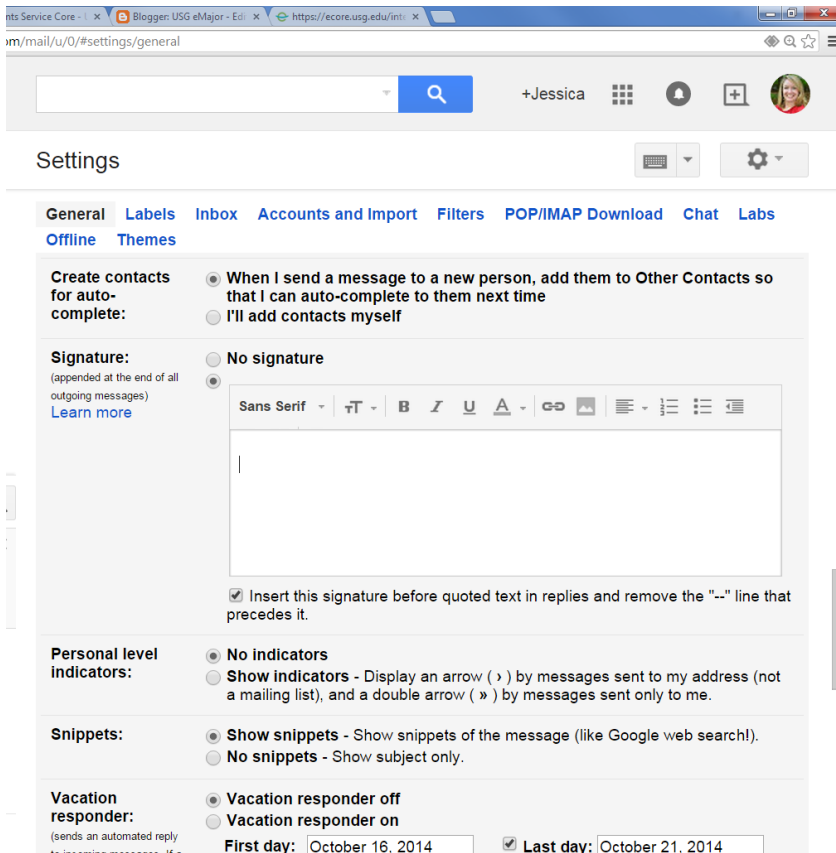 nts Service Core - L
Blogger: USG eMajor - Edi
https://ecore.usg.edu/inte
om/mail/u/0/#settings/general
+Jessica
Settings
General Labels Inbox Accounts and Import Filters POP/IMAP Download Chat Labs
Offline Themes
Create contacts
for auto-
complete:
When I send a message to a new person, add them to Other Contacts so
that I can auto-complete to them next time
I'll add contacts myself
Signature:
(appended at the end of all
outgoing messages)
Learn more
No signature
Sans Serif TT B I U A
Insert this signature before quoted text in replies and remove the "--" line that
precedes it.
Personal level
indicators:
No indicators
Show indicators - Display an arrow ( › ) by messages sent to my address (not
a mailing list), and a double arrow ( » ) by messages sent only to me.
Snippets:
Show snippets - Show snippets of the message (like Google web search!).
No snippets - Show subject only.
Vacation
responder:
(sends an automated reply
to incoming messages. If a
Vacation responder off
Vacation responder on
First day: October 16, 2014 Last day: October 21, 2014